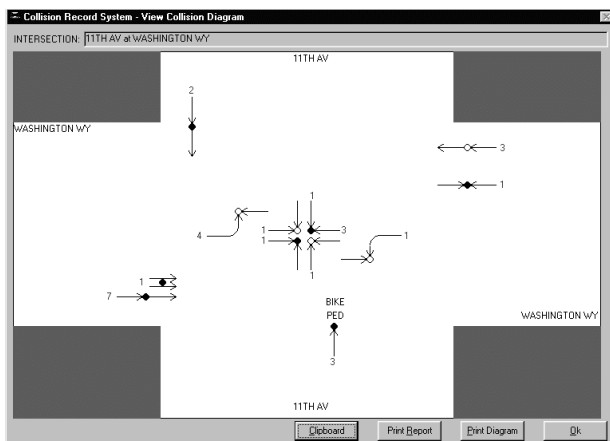 Collision Record System - View Collision Diagram
INTERSECTION: 11TH AV at WASHINGTON WY
11TH AV
2
WASHINGTON WY
3
1
1
4
1
3
1
1
1
1
7
BIKE
PED
WASHINGTON WY
3
11TH AV
Clipboard
Print Report
Print Diagram
Ok